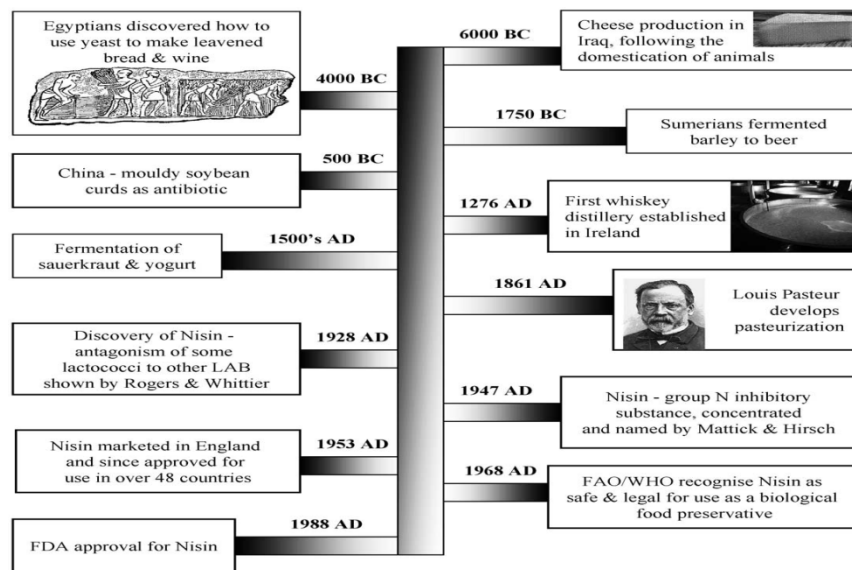 Egyptians discovered how to
use yeast to make leavened
bread & wine
4000 BC
6000 BC
Cheese production in
Iraq, following the
domestication of animals
1750 BC
Sumerians fermented
barley to beer
500 BC
China - mouldy soybean
curds as antibiotic
1276 AD
First whiskey
distillery established
in Ireland
1500's AD
Fermentation of
sauerkraut & yogurt
1861 AD
Louis Pasteur
develops
pasteurization
1928 AD
Discovery of Nisin -
antagonism of some
lactococci to other LAB
shown by Rogers & Whittier
1947 AD
Nisin - group N inhibitory
substance, concentrated
and named by Mattick & Hirsch
1953 AD
Nisin marketed in England
and since approved for
use in over 48 countries
1968 AD
FAO/WHO recognise Nisin as
safe & legal for use as a biological
food preservative
1988 AD
FDA approval for Nisin